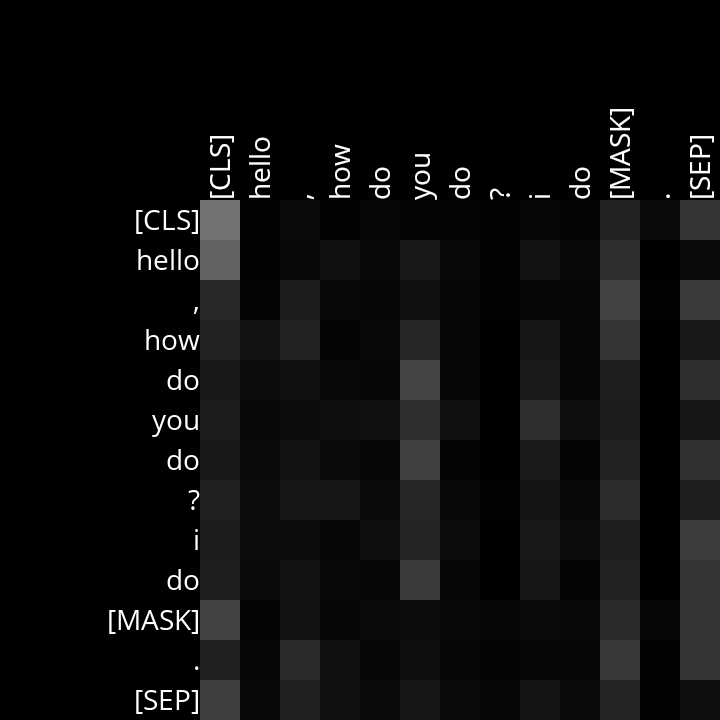 [CLS] hello , how do you do ? i do [MASK] . [SEP]
[CLS]
hello
,
how
do
you
do
?
i
do
[MASK]
.
[SEP]